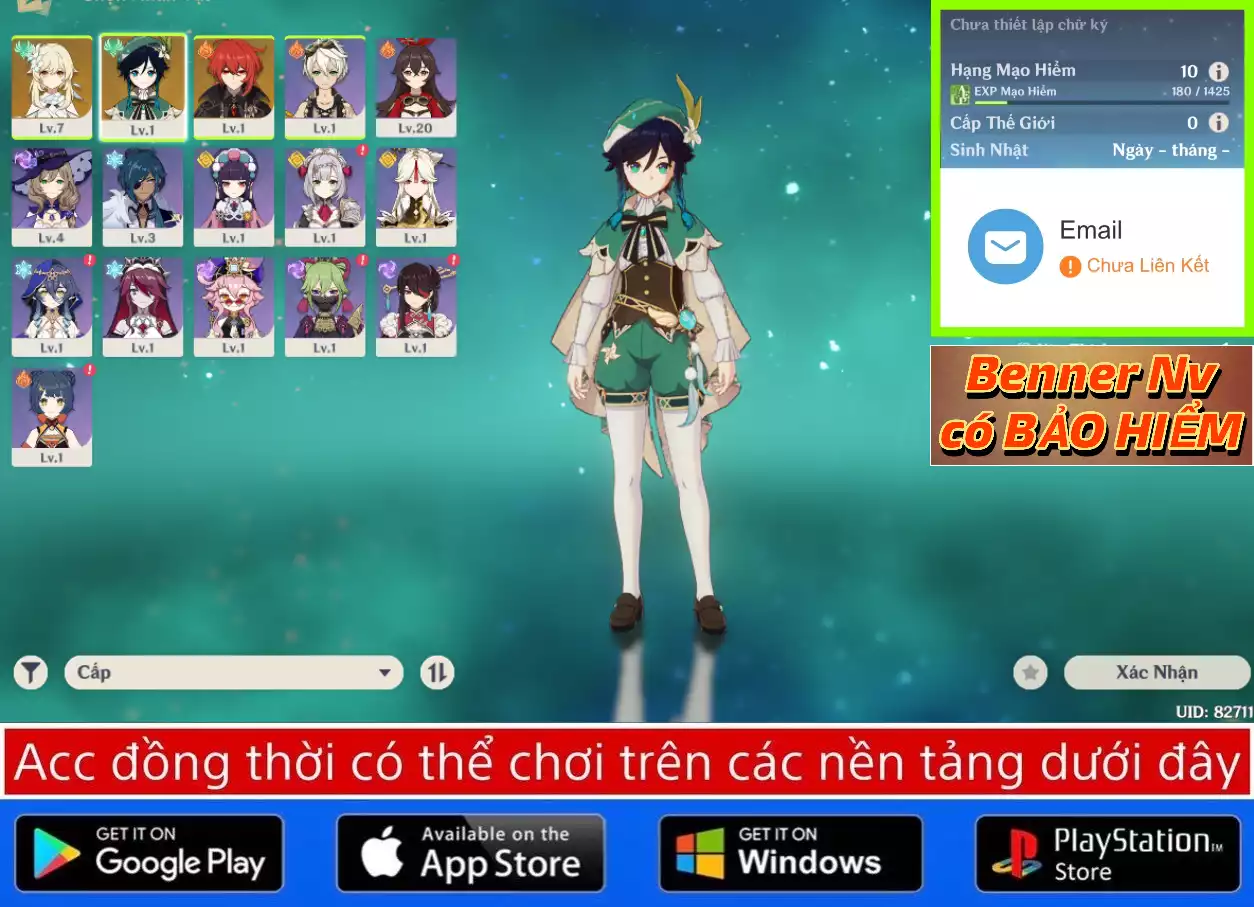 Chưa thiết lập chữ ký
Hạng Mạo Hiểm 10
EXP Mạo Hiểm 180 / 1425
Cấp Thế Giới 0
Sinh Nhật Ngày - tháng -
Email
Chưa Liên Kết
Benner Nv
có BẢO HIỂM
Lv.7 Lv.1 Lv.1 Lv.1 Lv.20
Lv.4 Lv.3 Lv.1 Lv.1 Lv.1
Lv.1 Lv.1 Lv.1 Lv.1 Lv.1
Lv.1
Cấp
Xác Nhận
UID: 82711
Acc đồng thời có thể chơi trên các nền tảng dưới đây
GET IT ON
Google Play
Available on the
App Store
GET IT ON
Windows
PlayStation™
Store